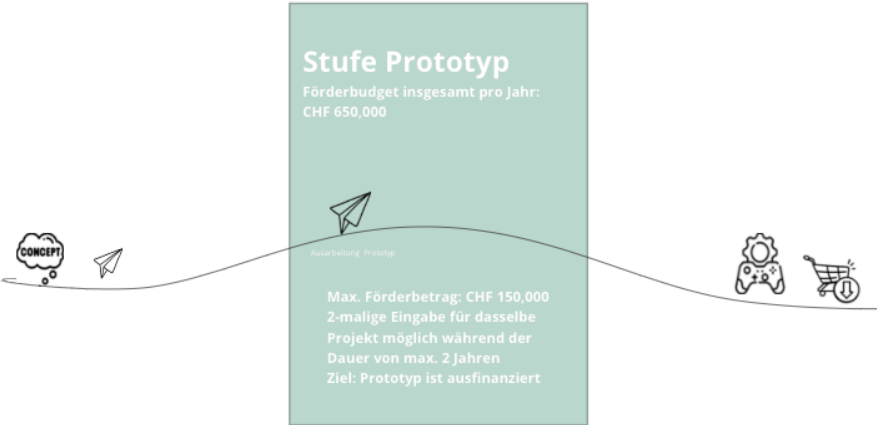 Stufe Prototyp
Förderbudget insgesamt pro Jahr:
CHF 650,000
CONCEPT
Ausarbeitung Prototyp
Max. Förderbetrag: CHF 150,000
2-malige Eingabe für dasselbe
Projekt möglich während der
Dauer von max. 2 Jahren
Ziel: Prototyp ist ausfinanziert